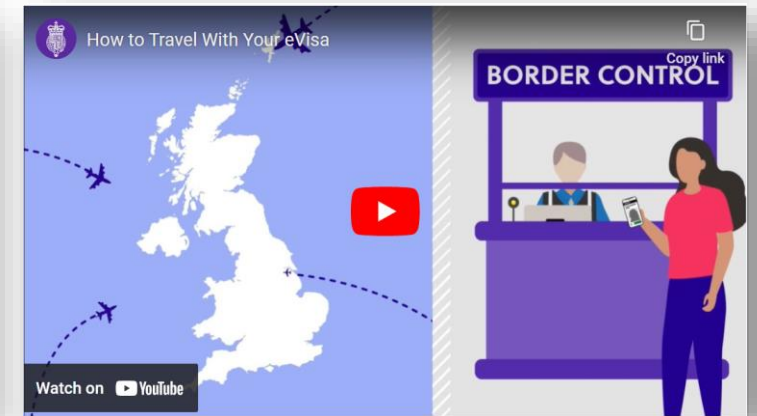 How to Travel With Your eVisa
Copy link
BORDER CONTROL
Watch on YouTube